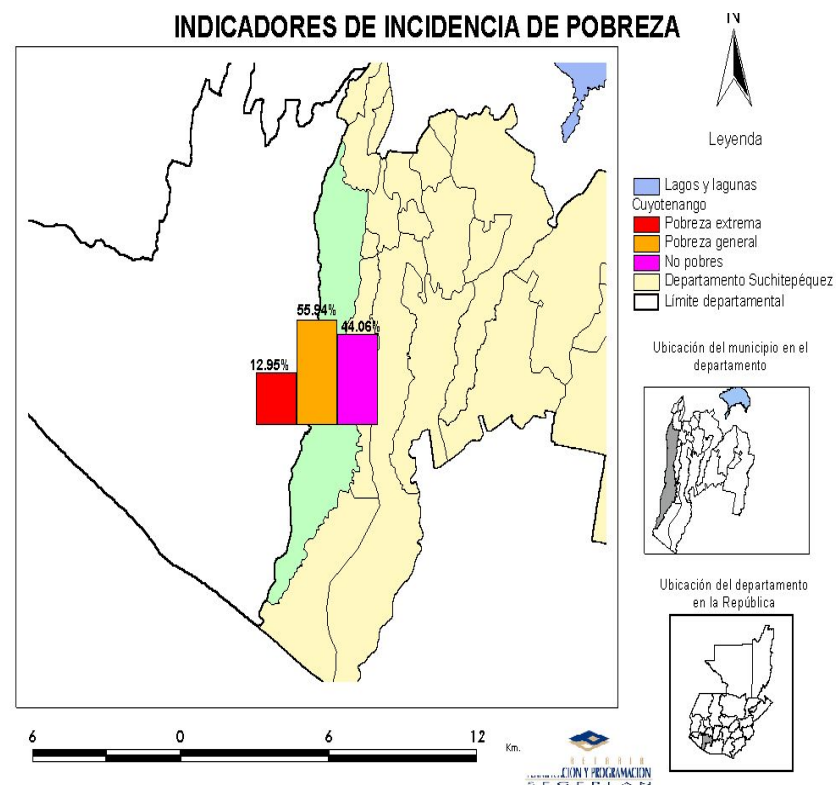 INDICADORES DE INCIDENCIA DE POBREZA
N
Leyenda
Lagos y lagunas
Cuyotenango
Pobreza extrema
Pobreza general
No pobres
Departamento Suchitepéquez
Límite departamental
55.94%
44.06%
12.95%
Ubicación del municipio en el
departamento
Ubicación del departamento
en la República
6 0 6 12 Km.
CION Y PROGRAMACION